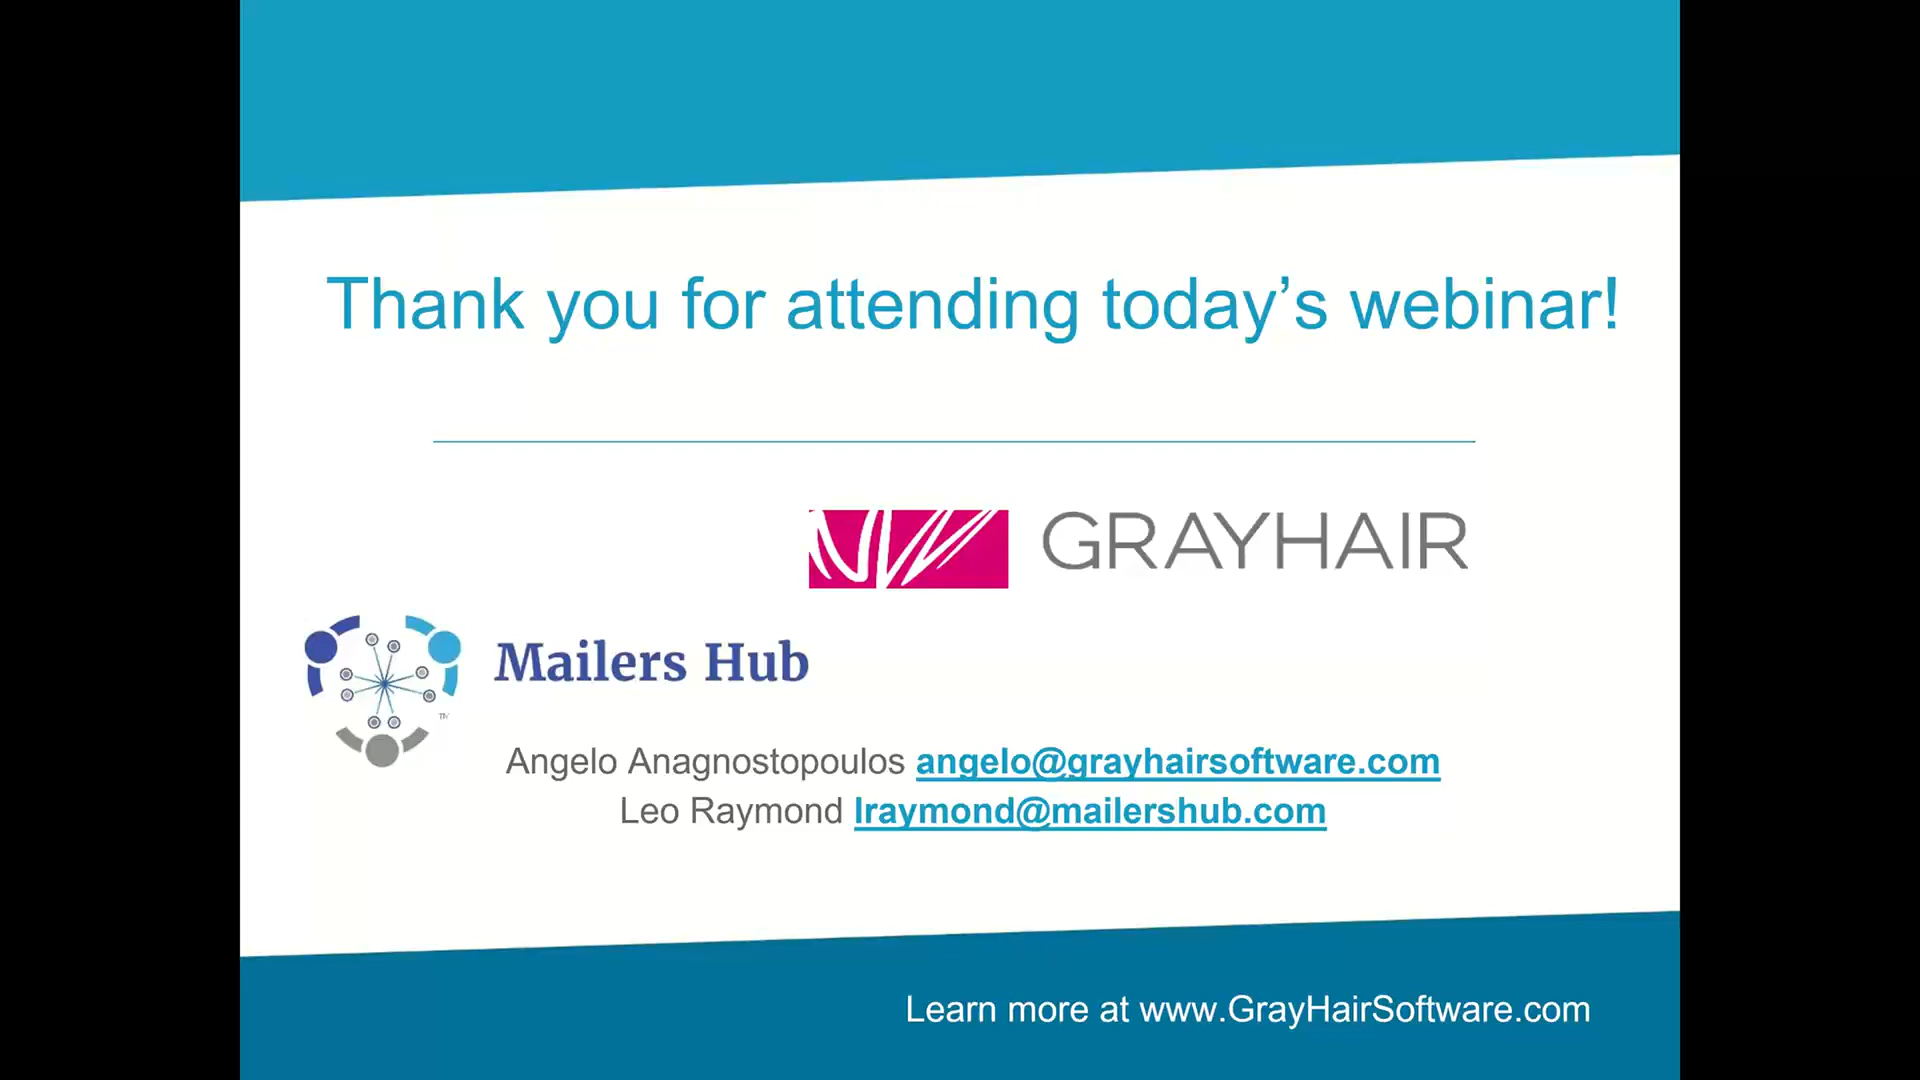 Thank you for attending today’s webinar!
GRAYHAIR
Mailers Hub
TM
Angelo Anagnostopoulos angelo@grayhairsoftware.com
Leo Raymond lraymond@mailershub.com
Learn more at www.GrayHairSoftware.com